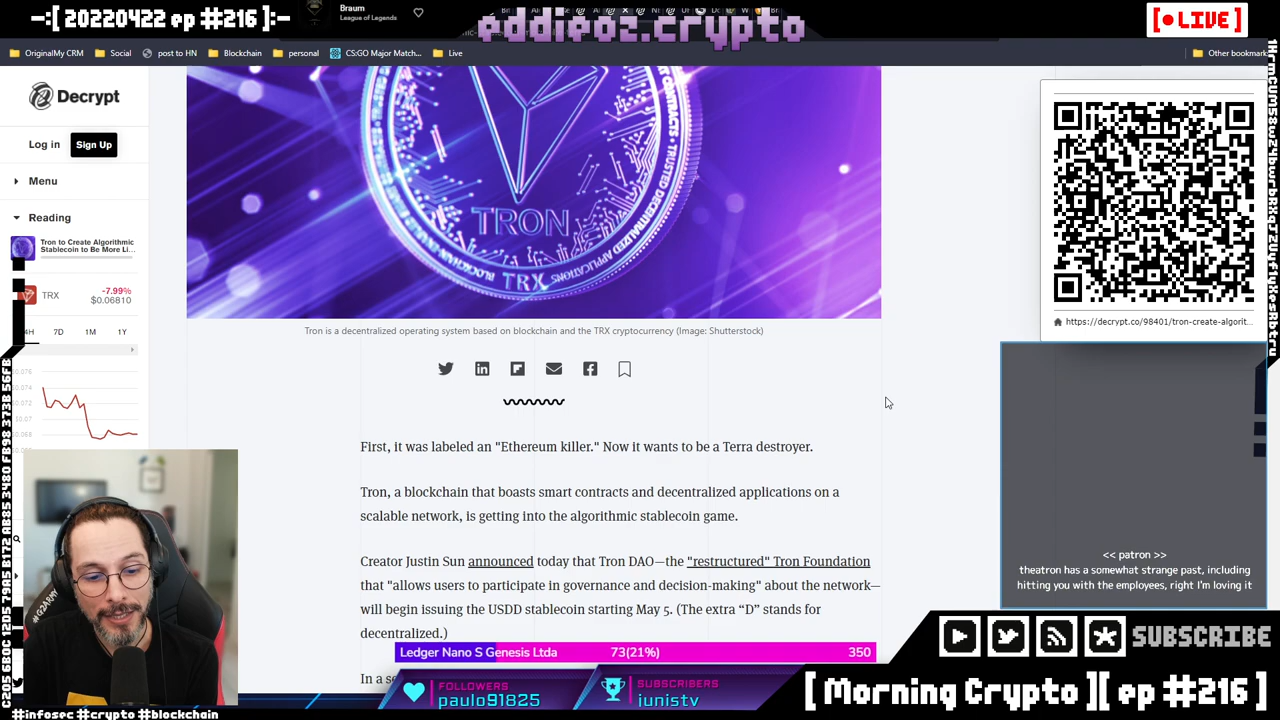 -:[ 20220422 ep #216 ]:-
Braum
League of Legends
eddieoz.crypto
[ LIVE ]
OriginalMy CRM
Social
post to HN
Blockchain
personal
CS:GO Major Match...
Live
Other bookmark
Decrypt
Log in
Sign Up
Menu
Reading
Tron to Create Algorithmic
Stablecoin to Be More Li...
TRX
-7.99%
$0.06810
4H
7D
1M
1Y
TRON
BLOCKCHAIN
TRX
DECENTRALIZED APPLICATIONS
Tron is a decentralized operating system based on blockchain and the TRX cryptocurrency (Image: Shutterstock)
https://decrypt.co/98401/tron-create-algorit...
First, it was labeled an "Ethereum killer." Now it wants to be a Terra destroyer.
Tron, a blockchain that boasts smart contracts and decentralized applications on a
scalable network, is getting into the algorithmic stablecoin game.
Creator Justin Sun announced today that Tron DAO—the "restructured" Tron Foundation
that "allows users to participate in governance and decision-making" about the network—
will begin issuing the USDD stablecoin starting May 5. (The extra “D” stands for
decentralized.)
<< patron >>
theatron has a somewhat strange past, including
hitting you with the employees, right I'm loving it
Ledger Nano S Genesis Ltda
73(21%)
350
FOLLOWERS
paulo91825
SUBSCRIBERS
iunistv
SUBSCRIBE
[ Morning Crypto ][ ep #216 ]
#infosec #crypto #blockchain